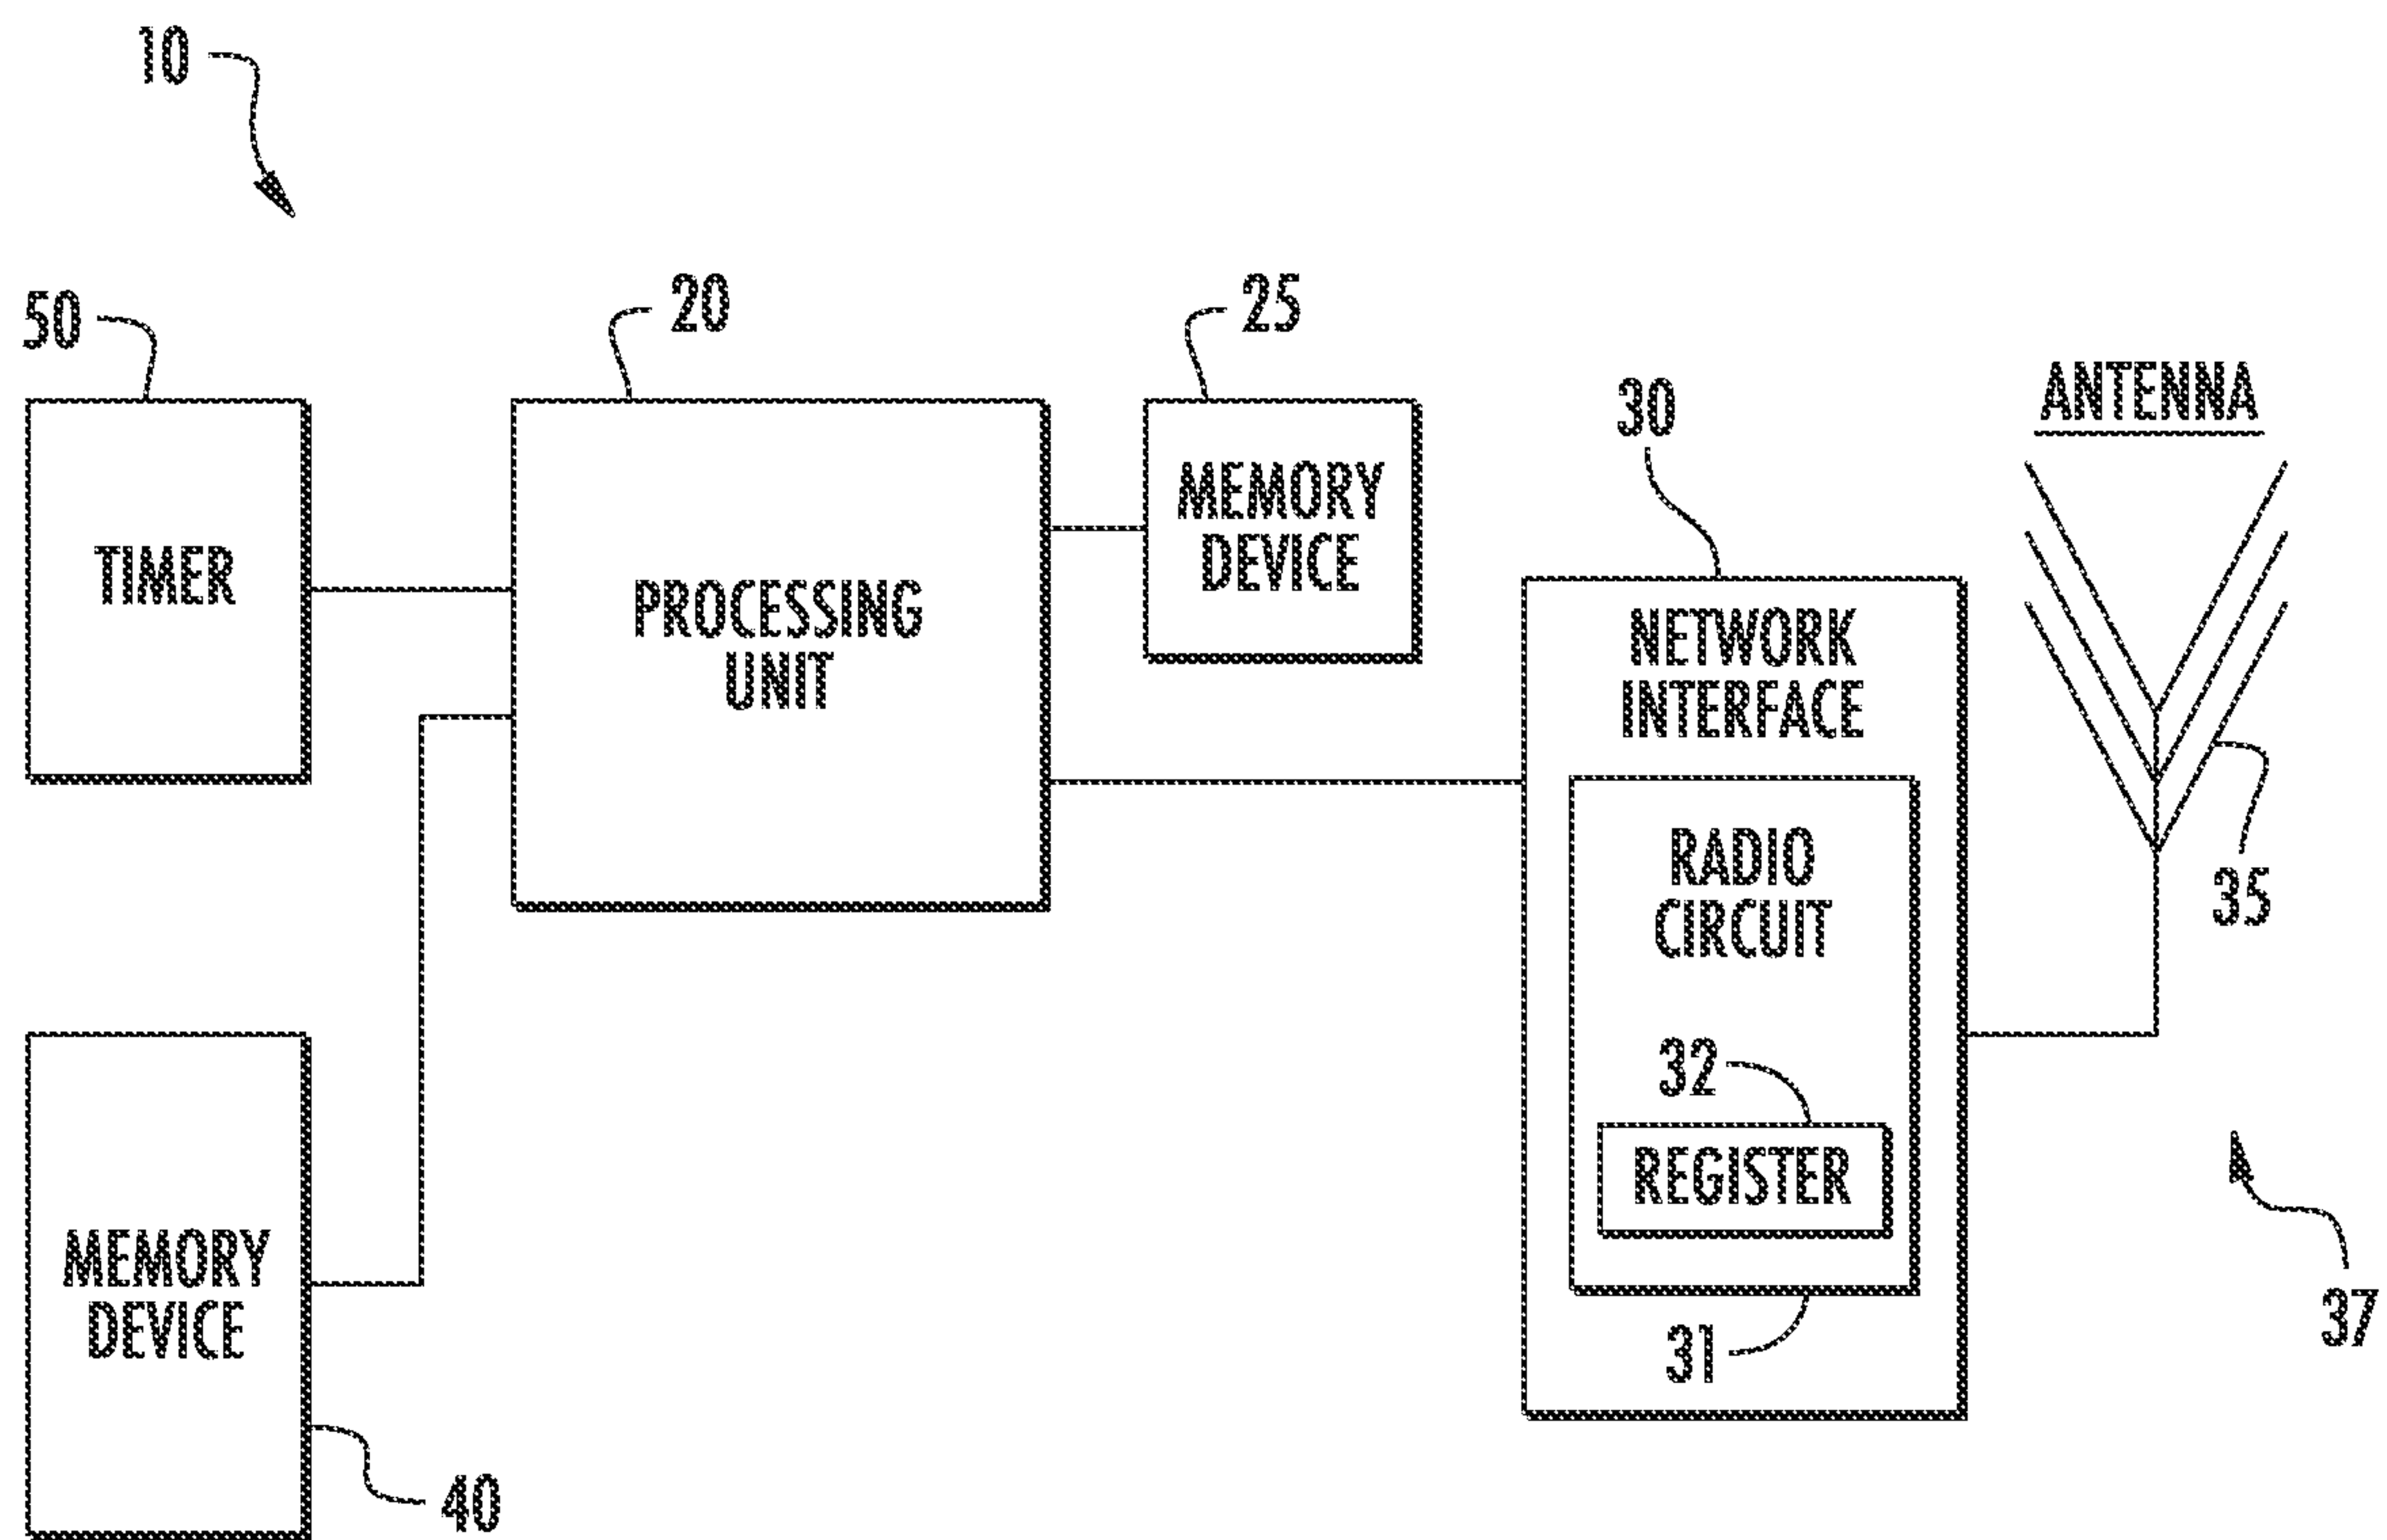 10
50
20
25
30
ANTENNA
TIMER
PROCESSING
UNIT
MEMORY
DEVICE
NETWORK
INTERFACE
RADIO
CIRCUIT
35
32
REGISTER
31
37
MEMORY
DEVICE
40